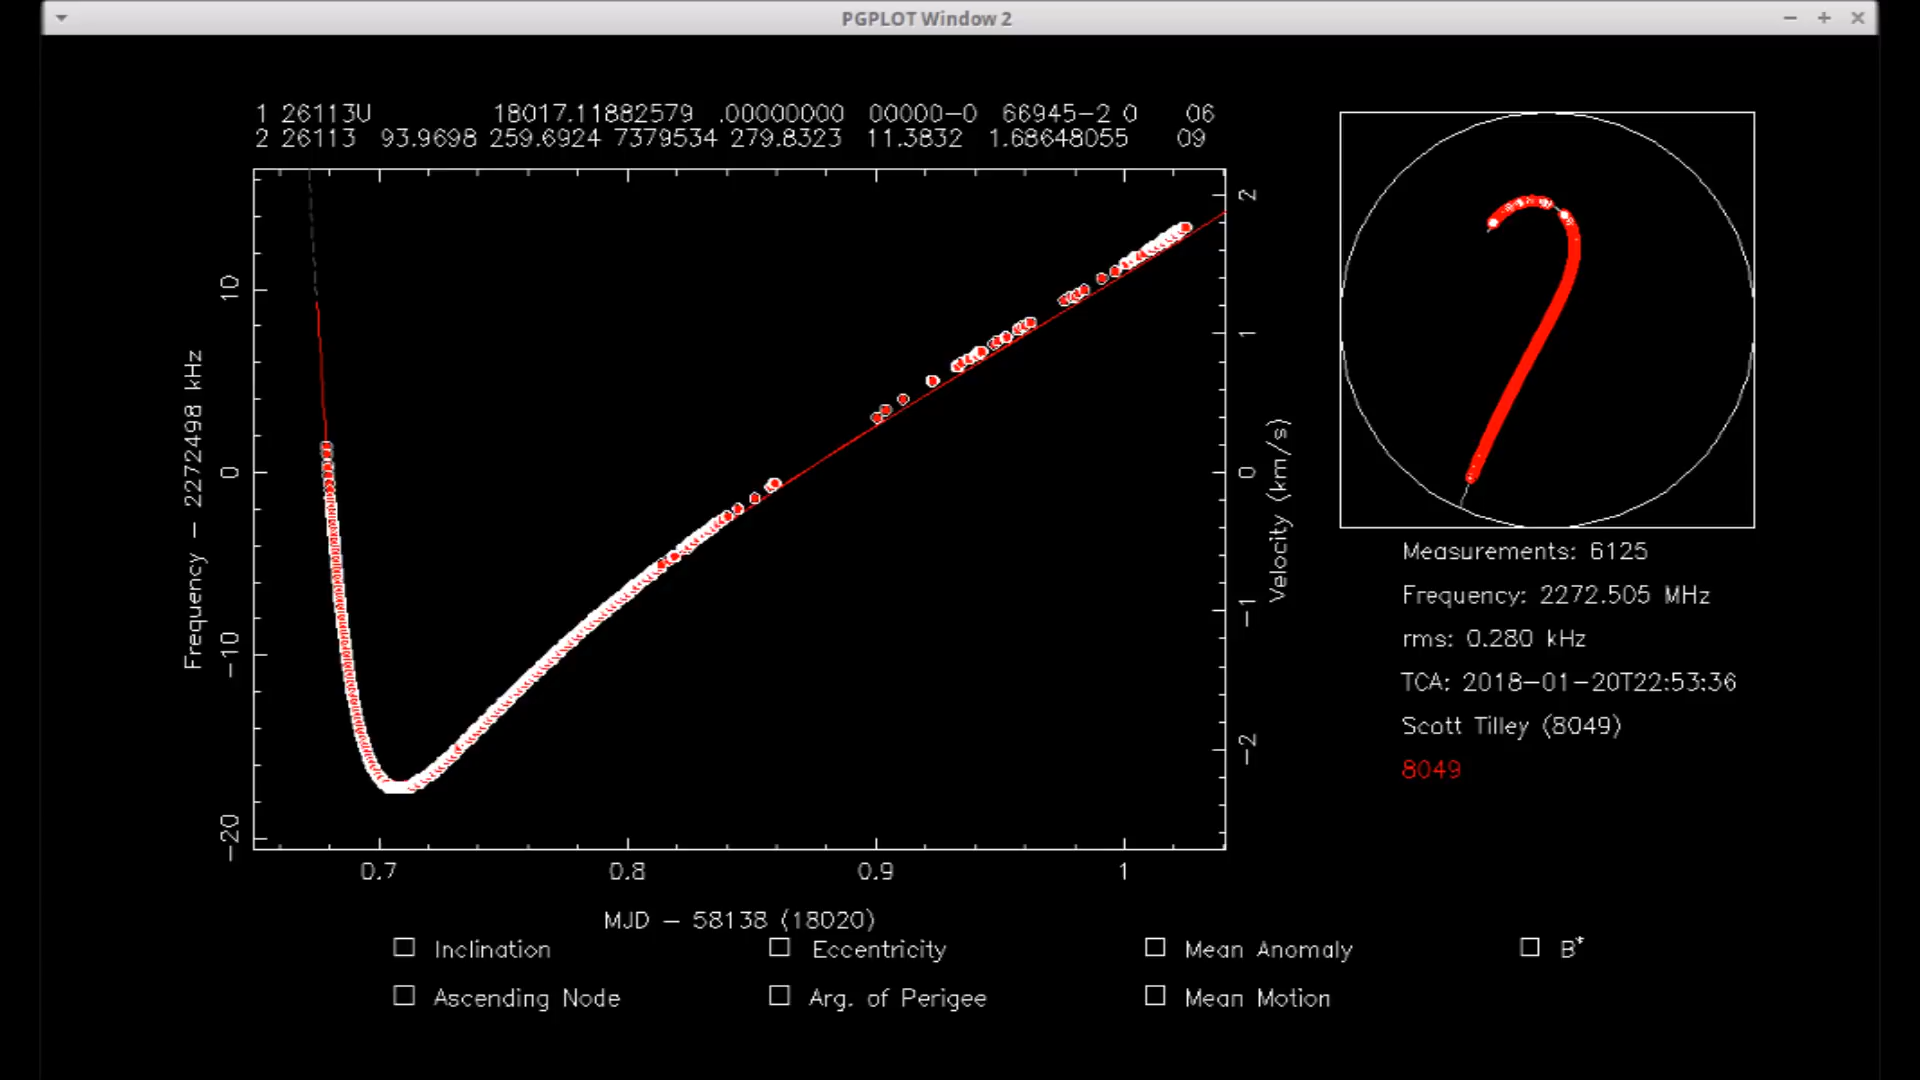 PGPLOT Window 2
1 26113U 18017.11882579 .00000000 00000-0 66945-2 0 06
2 26113 93.9698 259.6924 7379534 279.8323 11.3832 1.68648055 09
Frequency - 2272498 kHz
10
0
-10
-20
2
1
0
-1
-2
Velocity (km/s)
0.7 0.8 0.9 1
MJD - 58138 (18020)
Measurements: 6125
Frequency: 2272.505 MHz
rms: 0.280 kHz
TCA: 2018-01-20T22:53:36
Scott Tilley (8049)
8049
Inclination Eccentricity Mean Anomaly B*
Ascending Node Arg. of Perigee Mean Motion